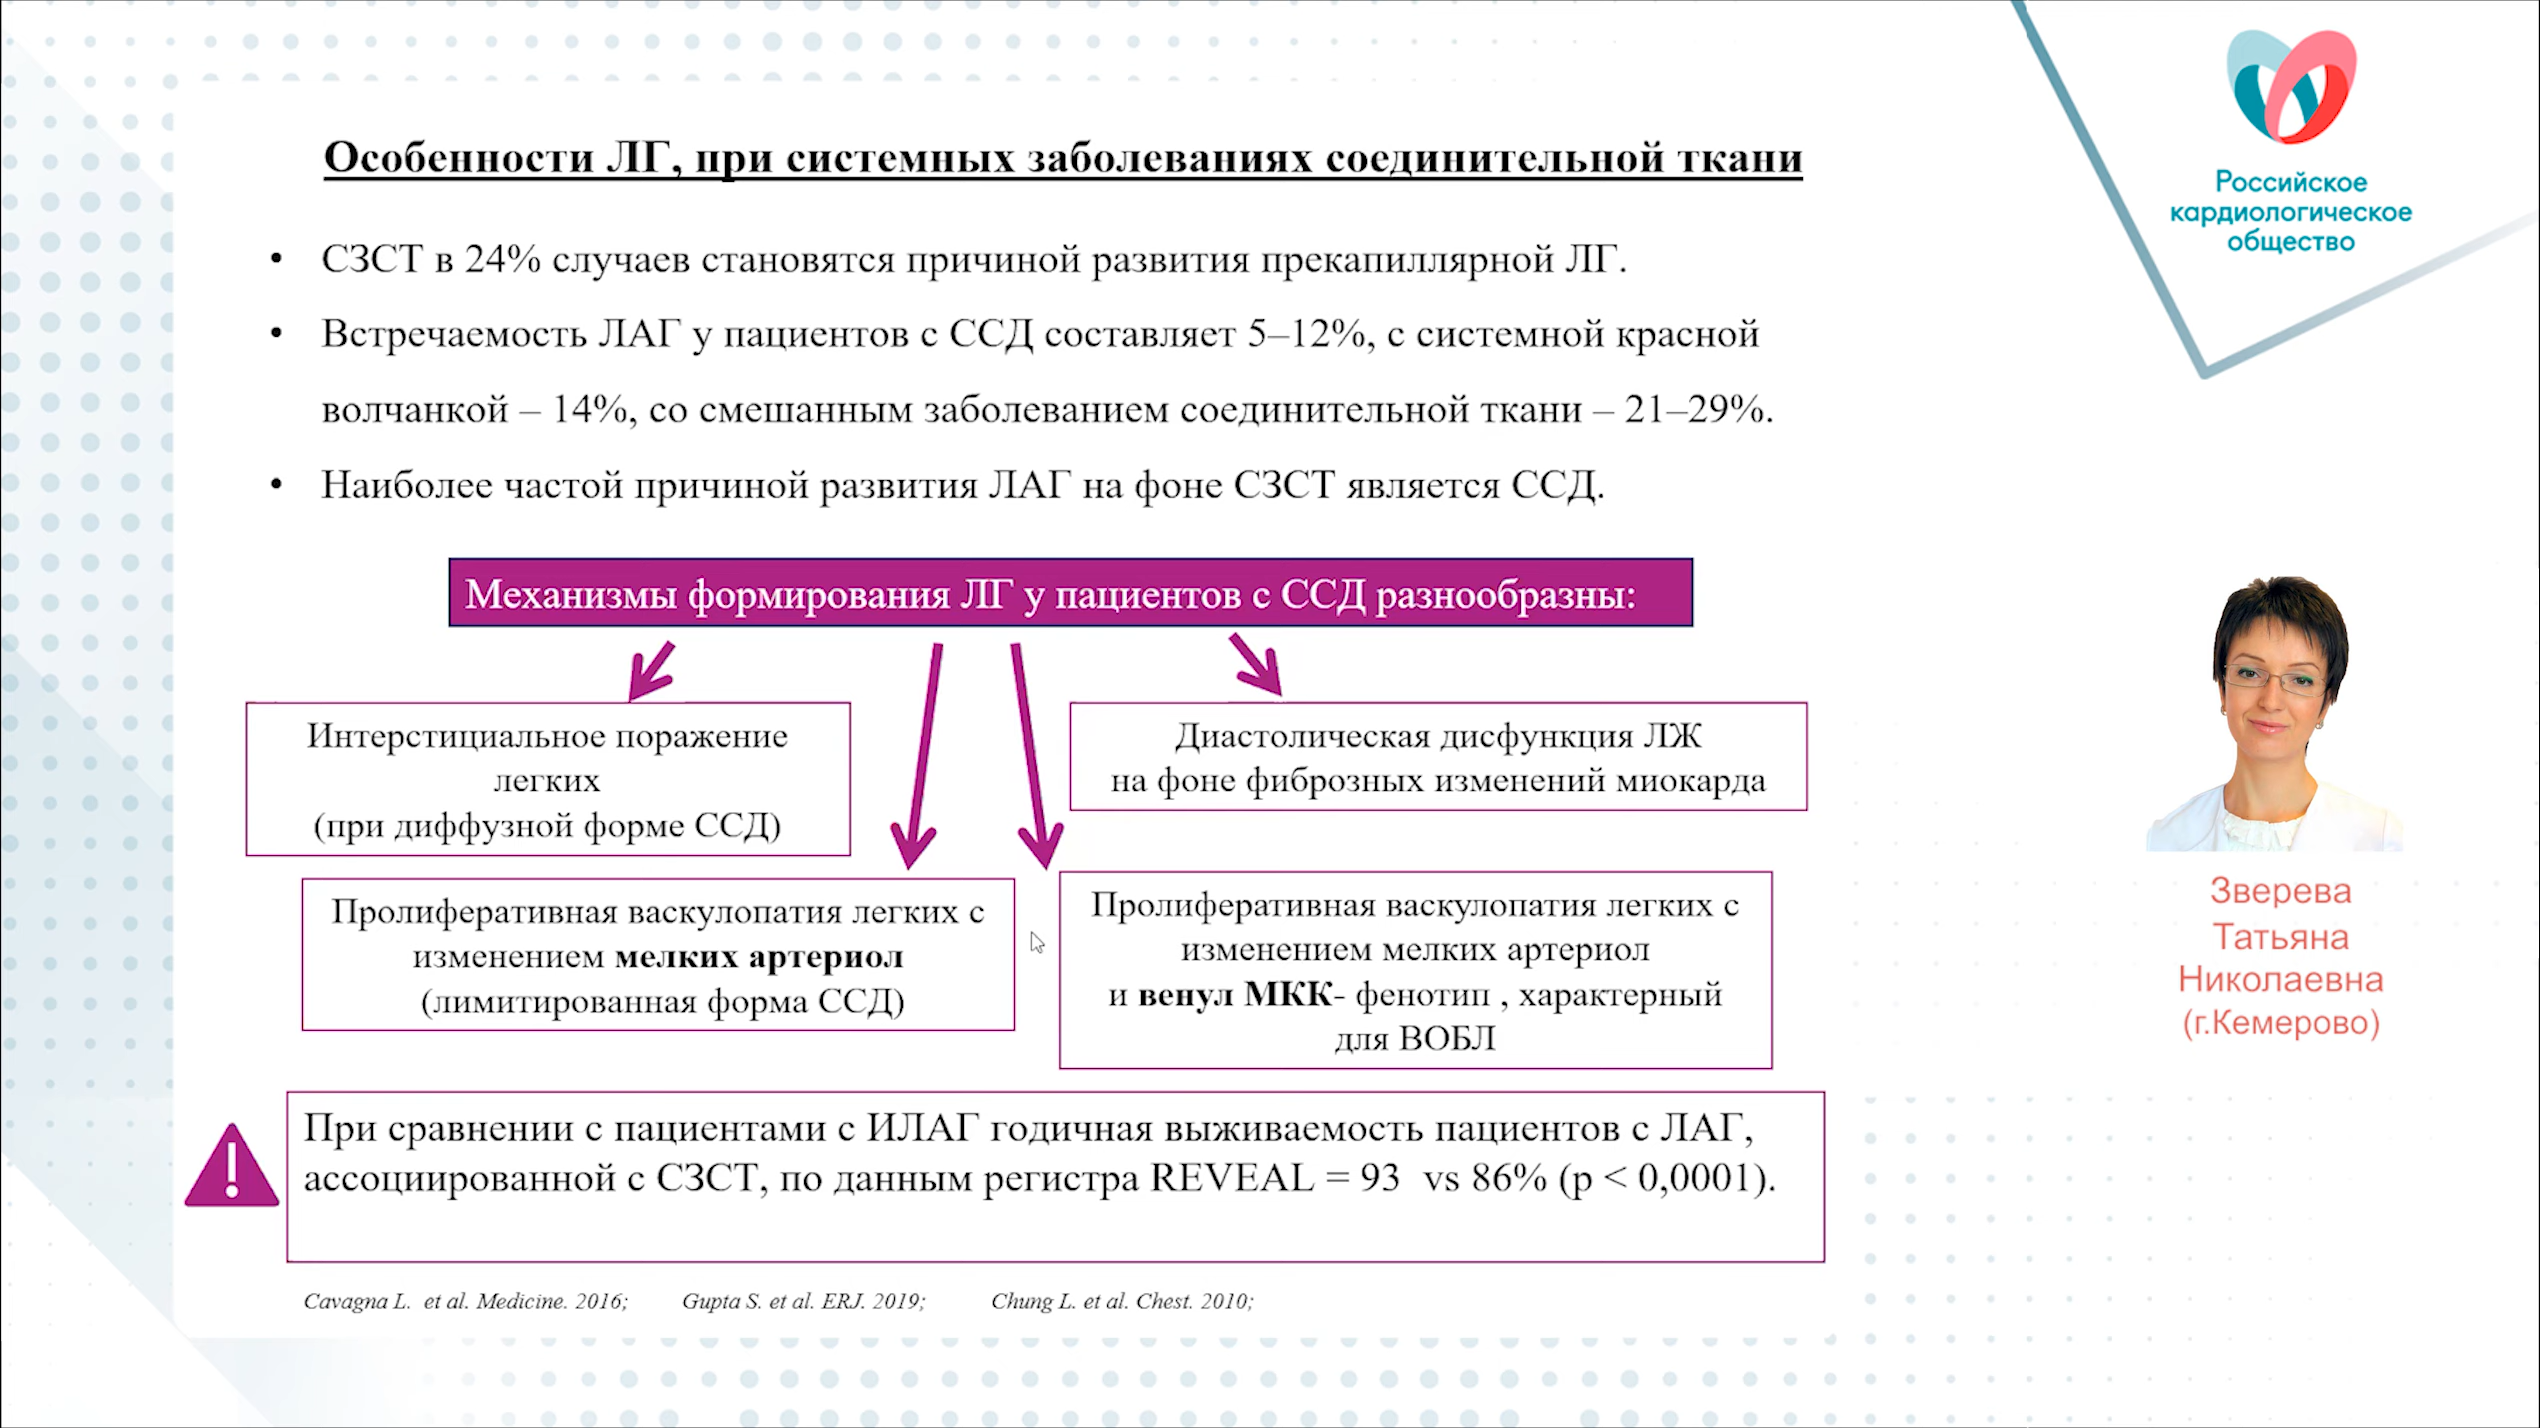 Российское
кардиологическое
общество
Особенности ЛГ, при системных заболеваниях соединительной ткани
• СЗСТ в 24% случаев становятся причиной развития прекапиллярной ЛГ.
• Встречаемость ЛАГ у пациентов с ССД составляет 5–12%, с системной красной
волчанкой – 14%, со смешанным заболеванием соединительной ткани – 21–29%.
• Наиболее частой причиной развития ЛАГ на фоне СЗСТ является ССД.
Механизмы формирования ЛГ у пациентов с ССД разнообразны:
Интерстициальное поражение
легких
(при диффузной форме ССД)
Диастолическая дисфункция ЛЖ
на фоне фиброзных изменений миокарда
Пролиферативная васкулопатия легких с
изменением мелких артериол
(лимитированная форма ССД)
Пролиферативная васкулопатия легких с
изменением мелких артериол
и венул МКК- фенотип , характерный
для ВОБЛ
При сравнении с пациентами с ИЛАГ годичная выживаемость пациентов с ЛАГ,
ассоциированной с СЗСТ, по данным регистра REVEAL = 93 vs 86% (p < 0,0001).
Cavagna L. et al. Medicine. 2016; Gupta S. et al. ERJ. 2019; Chung L. et al. Chest. 2010;
Зверева
Татьяна
Николаевна
(г.Кемерово)